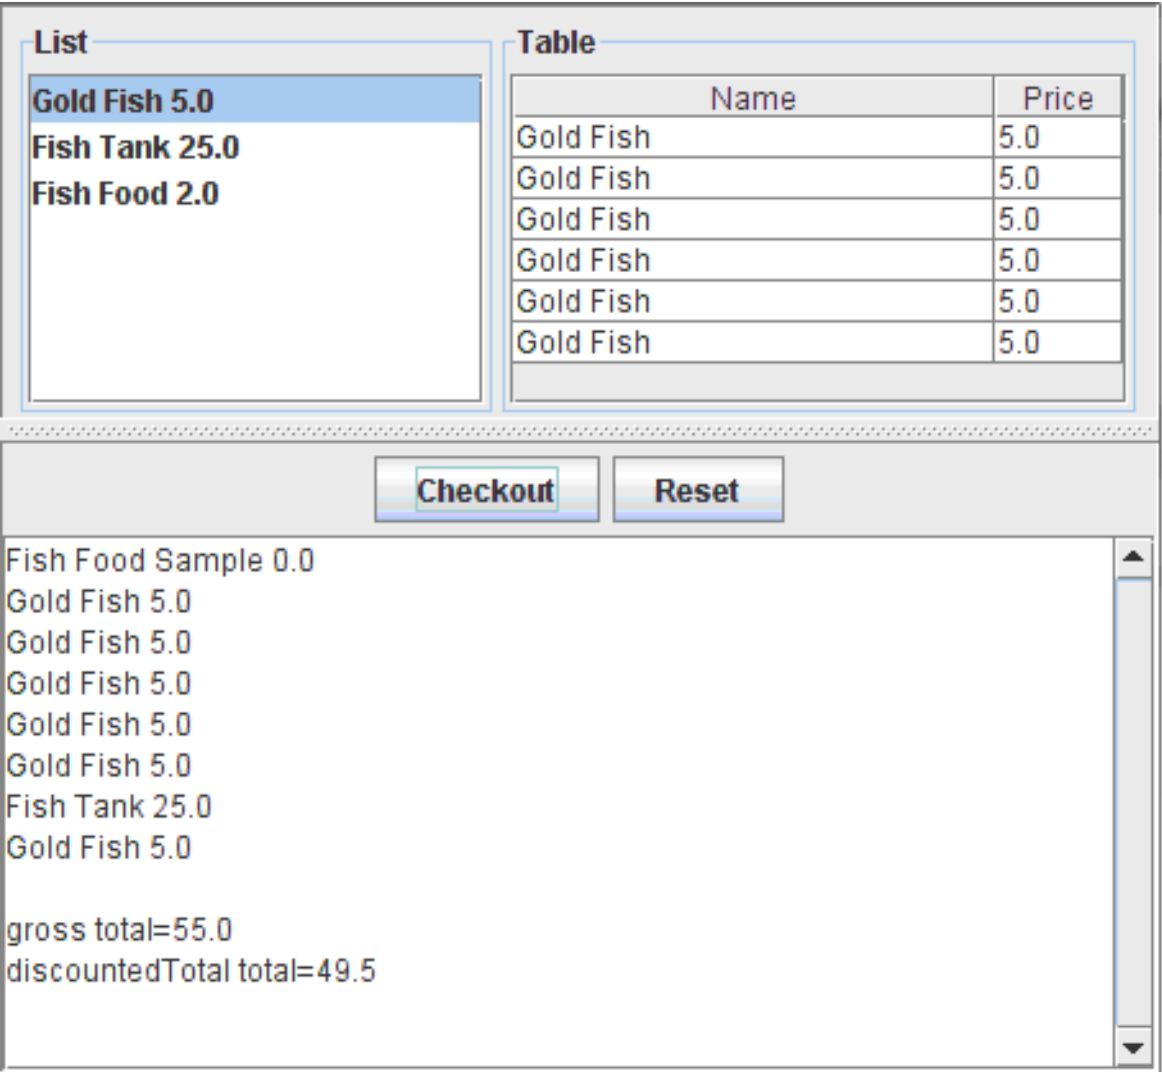 List
Gold Fish 5.0
Fish Tank 25.0
Fish Food 2.0
Table
Name Price
Gold Fish 5.0
Gold Fish 5.0
Gold Fish 5.0
Gold Fish 5.0
Gold Fish 5.0
Gold Fish 5.0
Checkout Reset
Fish Food Sample 0.0
Gold Fish 5.0
Gold Fish 5.0
Gold Fish 5.0
Gold Fish 5.0
Gold Fish 5.0
Fish Tank 25.0
Gold Fish 5.0
gross total=55.0
discountedTotal total=49.5